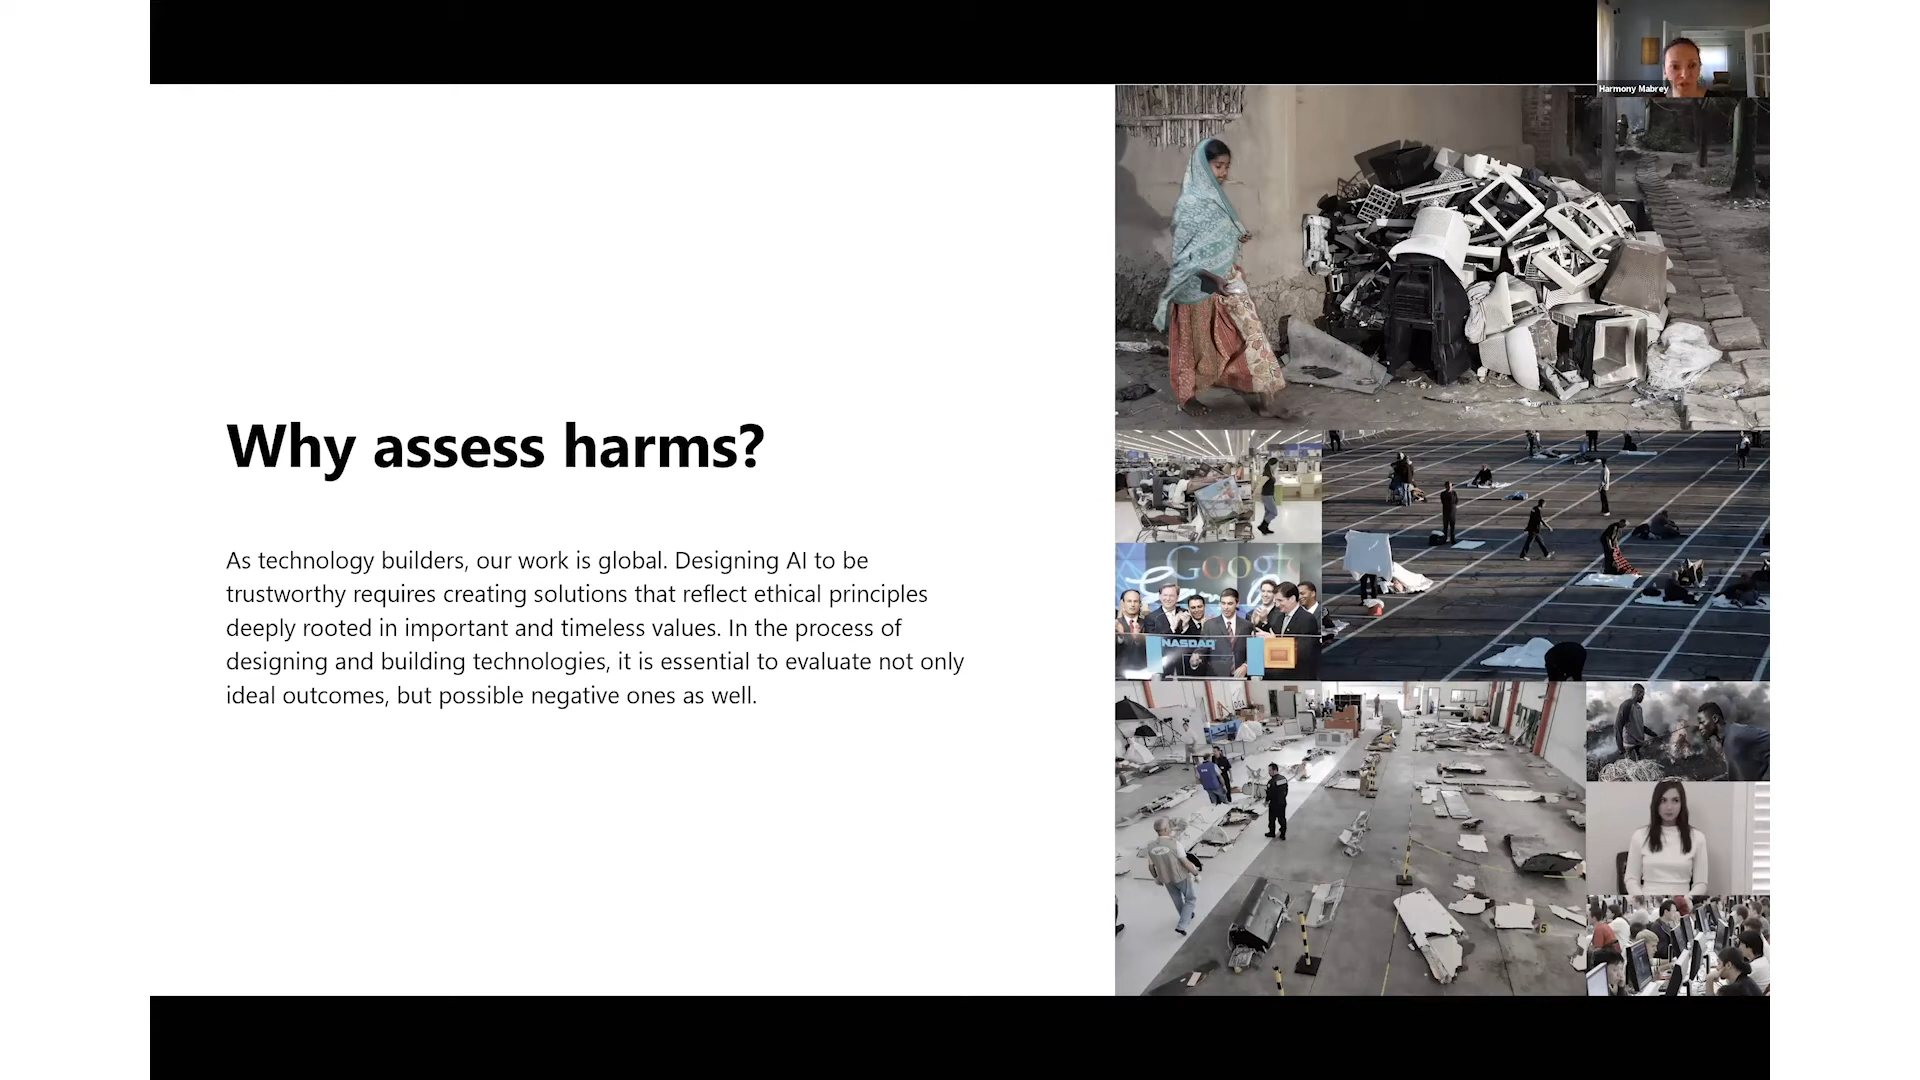 Harmony Mabrey
Why assess harms?
As technology builders, our work is global. Designing AI to be
trustworthy requires creating solutions that reflect ethical principles
deeply rooted in important and timeless values. In the process of
designing and building technologies, it is essential to evaluate not only
ideal outcomes, but possible negative ones as well.
Google
NASDAQ
5